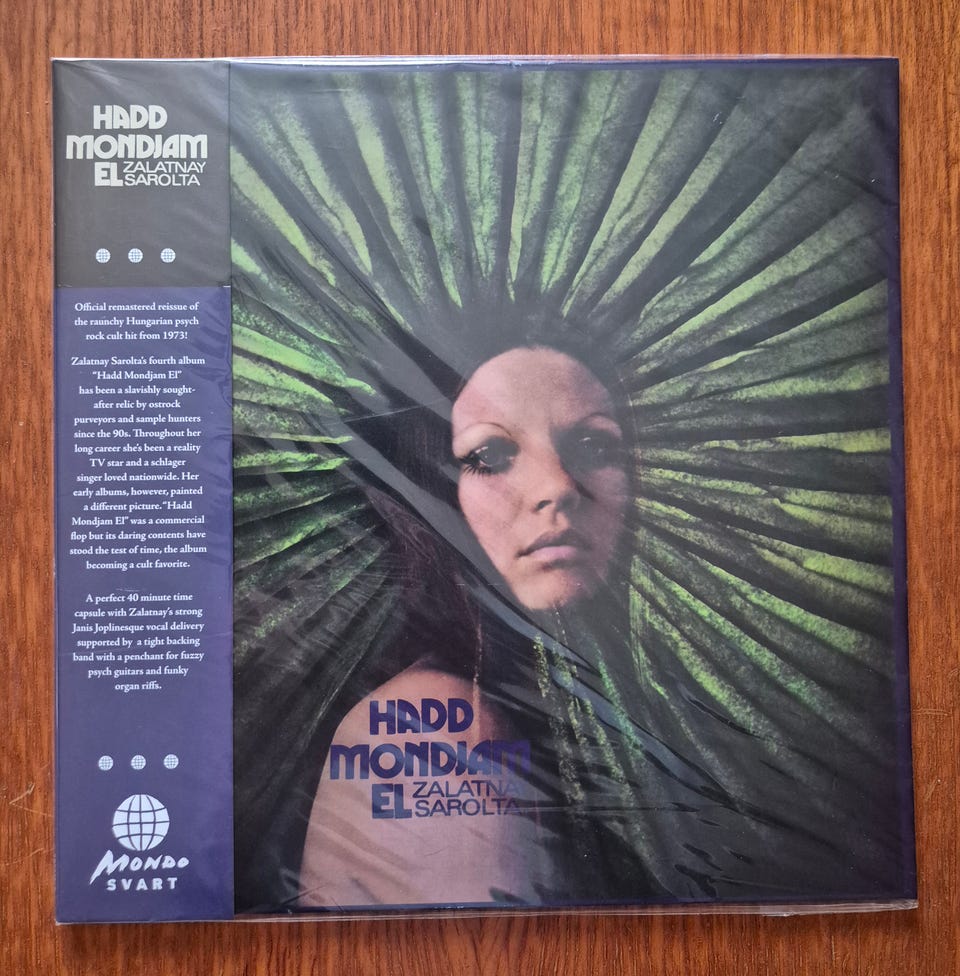 HADD
MONDJAM
EL ZALATNAY
SAROLTA
Official remastered reissue of
the raunchy Hungarian psych
rock cult hit from 1973!
Zalatnay Sarolta's fourth album
"Hadd Mondjam El"
has been a slavishly sought-
after relic by ostrock
purveyors and sample hunters
since the 90s. Throughout her
long career she's been a reality
TV star and a schlager
singer loved nationwide. Her
early albums, however, painted
a different picture. "Hadd
Mondjam El" was a commercial
flop but its daring contents have
stood the test of time, the album
becoming a cult favorite.
A perfect 40 minute time
capsule with Zalatnay's strong
Janis Joplinesque vocal delivery
supported by a tight backing
band with a penchant for fuzzy
psych guitars and funky
organ riffs.
MONDO
SVART
HADD
MONDJAM
EL ZALATNAY
SAROLTA